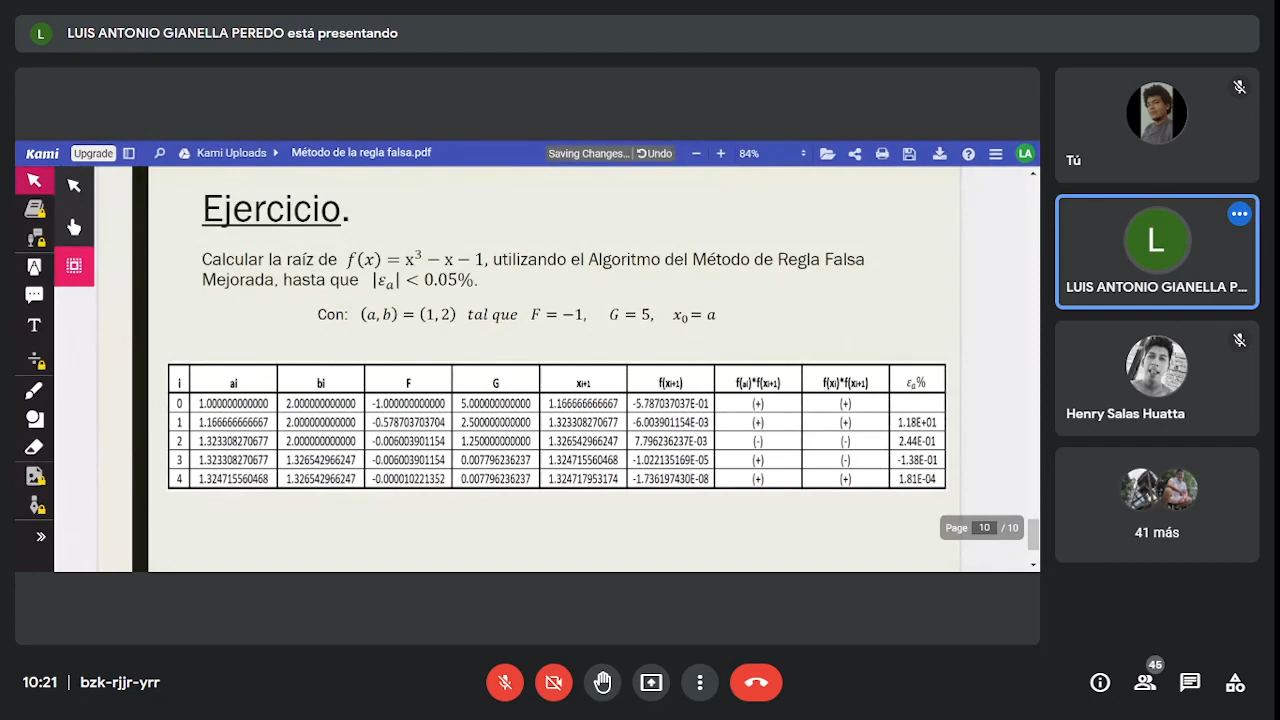 L LUIS ANTONIO GIANELLA PEREDO está presentando
Kami Upgrade Kami Uploads Método de la regla falsa.pdf Saving Changes... Undo 84% LA
Ejercicio.
Calcular la raíz de f(x) = x³ − x − 1, utilizando el Algoritmo del Método de Regla Falsa
Mejorada, hasta que |εₐ| < 0.05%.
Con: (a, b) = (1, 2) tal que F = −1, G = 5, x₀ = a
i ai bi F G xi+1 f(xi+1) f(ai)*f(xi+1) f(xi)*f(xi+1) εₐ%
0 1.000000000000 2.000000000000 -1.000000000000 5.000000000000 1.166666666667 -5.787037037E-01 (+) (+)
1 1.166666666667 2.000000000000 -0.578703703704 2.500000000000 1.323308270677 -6.003901154E-03 (+) (+) 1.18E+01
2 1.323308270677 2.000000000000 -0.006003901154 1.250000000000 1.326542966247 7.796236237E-03 (-) (-) 2.44E-01
3 1.323308270677 1.326542966247 -0.006003901154 0.007796236237 1.324715560468 -1.022135169E-05 (+) (-) -1.38E-01
4 1.324715560468 1.326542966247 -0.000010221352 0.007796236237 1.324717953174 -1.736197430E-08 (+) (+) 1.81E-04
Page 10 / 10
Tú
L
LUIS ANTONIO GIANELLA P...
Henry Salas Huatta
41 más
10:21 | bzk-rjjr-yrr
45